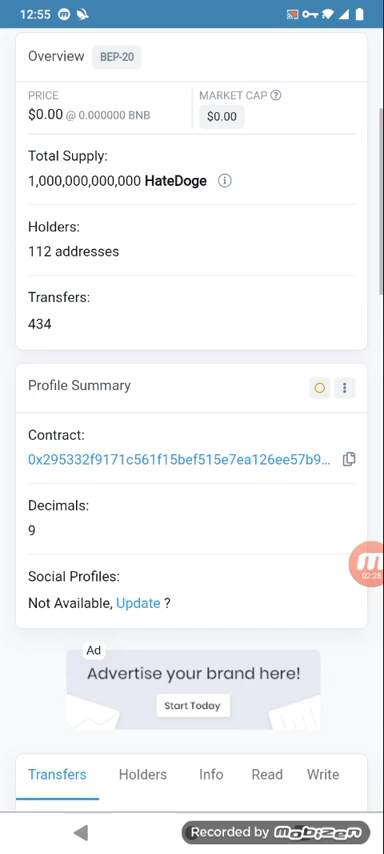 12:55
Overview BEP-20
PRICE
$0.00 @ 0.000000 BNB
MARKET CAP
$0.00
Total Supply:
1,000,000,000,000 HateDoge
Holders:
112 addresses
Transfers:
434
Profile Summary
Contract:
0x295332f9171c561f15bef515e7ea126ee57b9...
Decimals:
9
02:28
Social Profiles:
Not Available, Update ?
Ad
Advertise your brand here!
Start Today
Transfers Holders Info Read Write
Recorded by mobizen